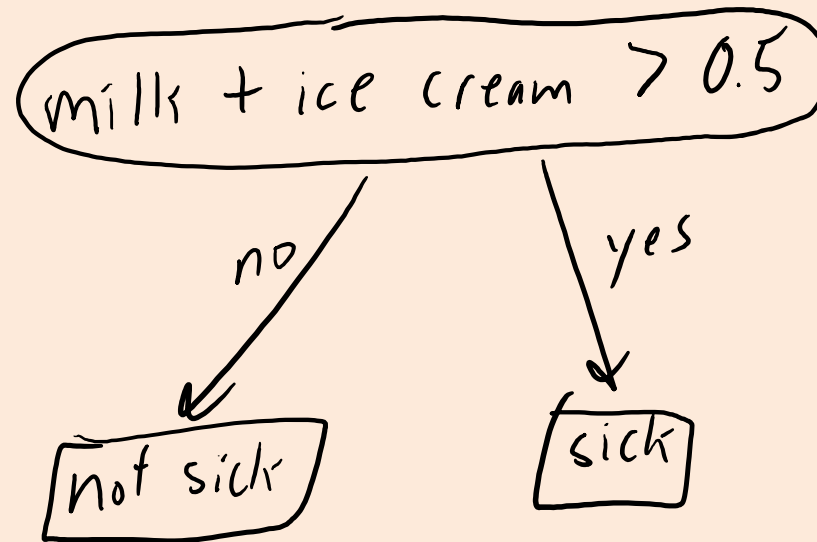 milk + ice cream > 0.5
no
yes
not sick
sick